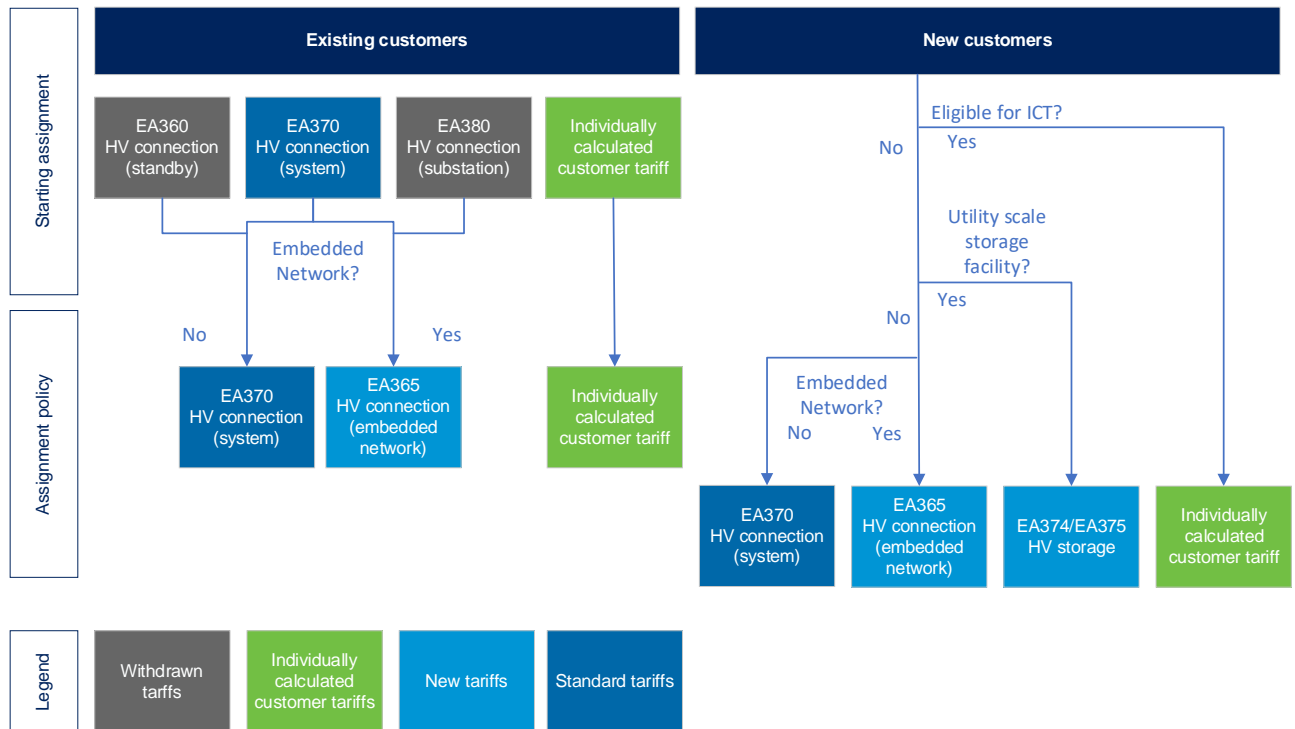 Starting assignment
Existing customers
New customers
EA360
HV connection
(standby)
EA370
HV connection
(system)
EA380
HV connection
(substation)
Individually
calculated
customer tariff
Eligible for ICT?
No
Yes
Embedded
Network?
Utility scale
storage
facility?
Yes
No
Assignment policy
No
Yes
EA370
HV connection
(system)
EA365
HV connection
(embedded
network)
Individually
calculated
customer tariff
Embedded
Network?
No
Yes
EA370
HV connection
(system)
EA365
HV connection
(embedded
network)
EA374/EA375
HV storage
Individually
calculated
customer tariff
Legend
Withdrawn
tarffs
Individually
calculated
customer tariffs
New tariffs
Standard tariffs